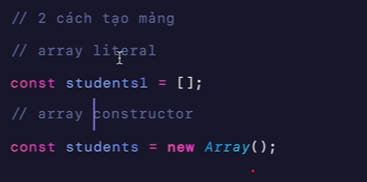 // 2 cách tạo mảng
// array literal
const students1 = [];
// array constructor
const students = new Array();